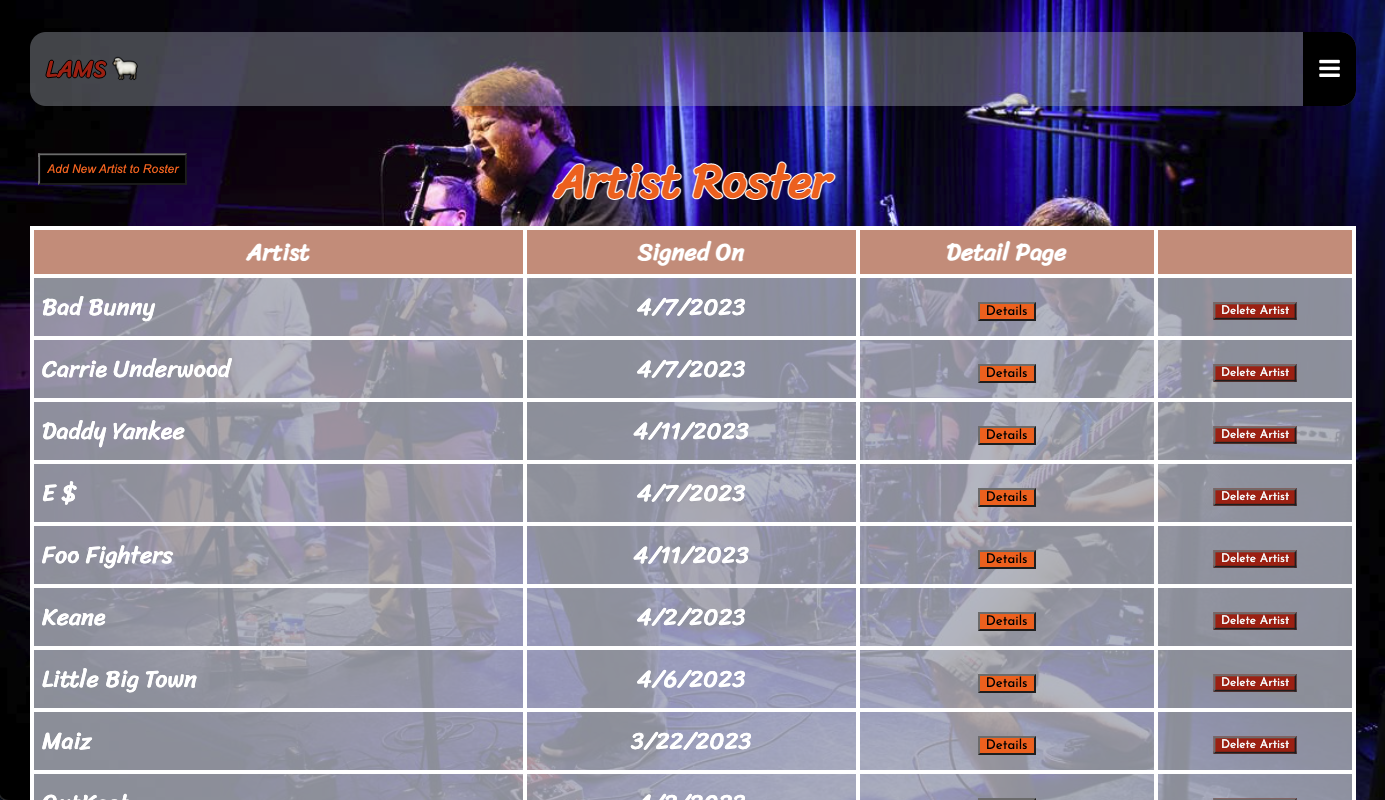 LAMS
Add New Artist to Roster
Artist Roster
Artist Signed On Detail Page
Bad Bunny 4/7/2023 Details Delete Artist
Carrie Underwood 4/7/2023 Details Delete Artist
Daddy Yankee 4/11/2023 Details Delete Artist
E $ 4/7/2023 Details Delete Artist
Foo Fighters 4/11/2023 Details Delete Artist
Keane 4/2/2023 Details Delete Artist
Little Big Town 4/6/2023 Details Delete Artist
Maiz 3/22/2023 Details Delete Artist